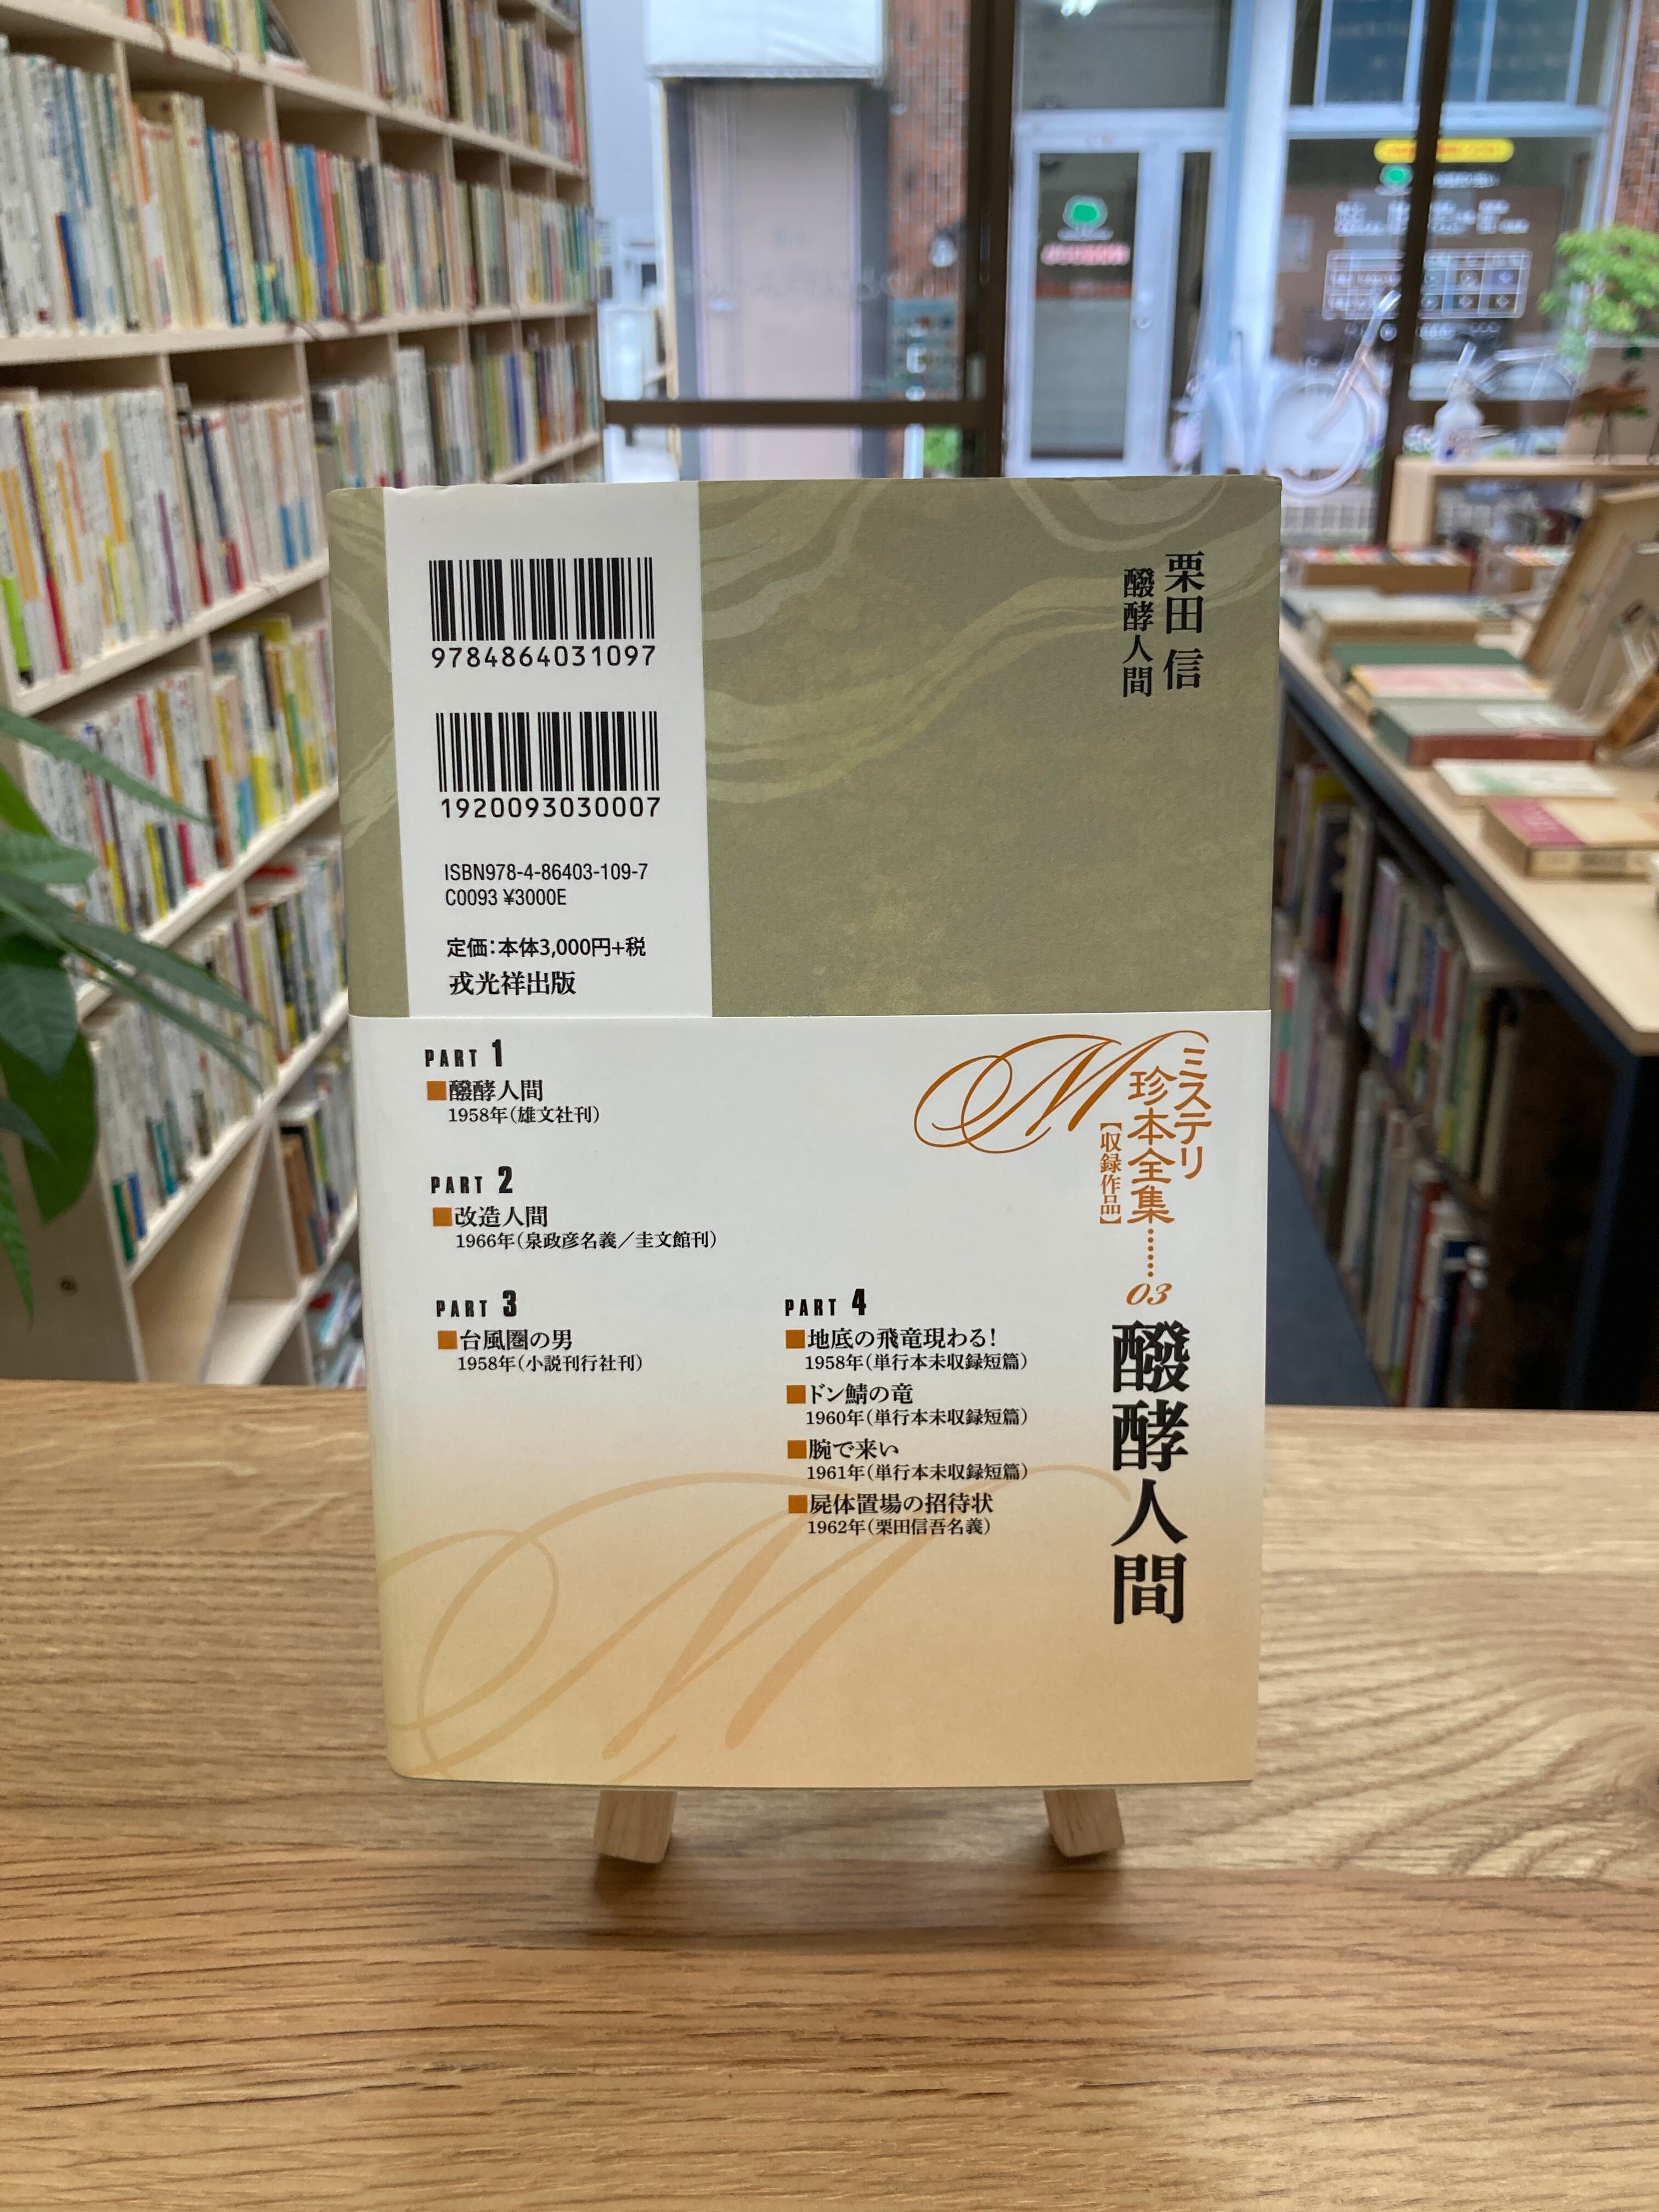 栗田 信
醱酵人間
9784864031097
1920093030007
ISBN978-4-86403-109-7
C0093 ¥3000E
定価：本体3,000円+税
戎光祥出版
ミステリ
珍本全集……03
【収録作品】
醱酵人間
PART 1
■醱酵人間
1958年（雄文社刊）
PART 2
■改造人間
1966年（泉政彦名義／圭文館刊）
PART 3
■台風圏の男
1958年（小説刊行社刊）
PART 4
■地底の飛竜現わる！
1958年（単行本未収録短篇）
■ドン鯖の竜
1960年（単行本未収録短篇）
■腕で来い
1961年（単行本未収録短篇）
■屍体置場の招待状
1962年（栗田信吾名義）